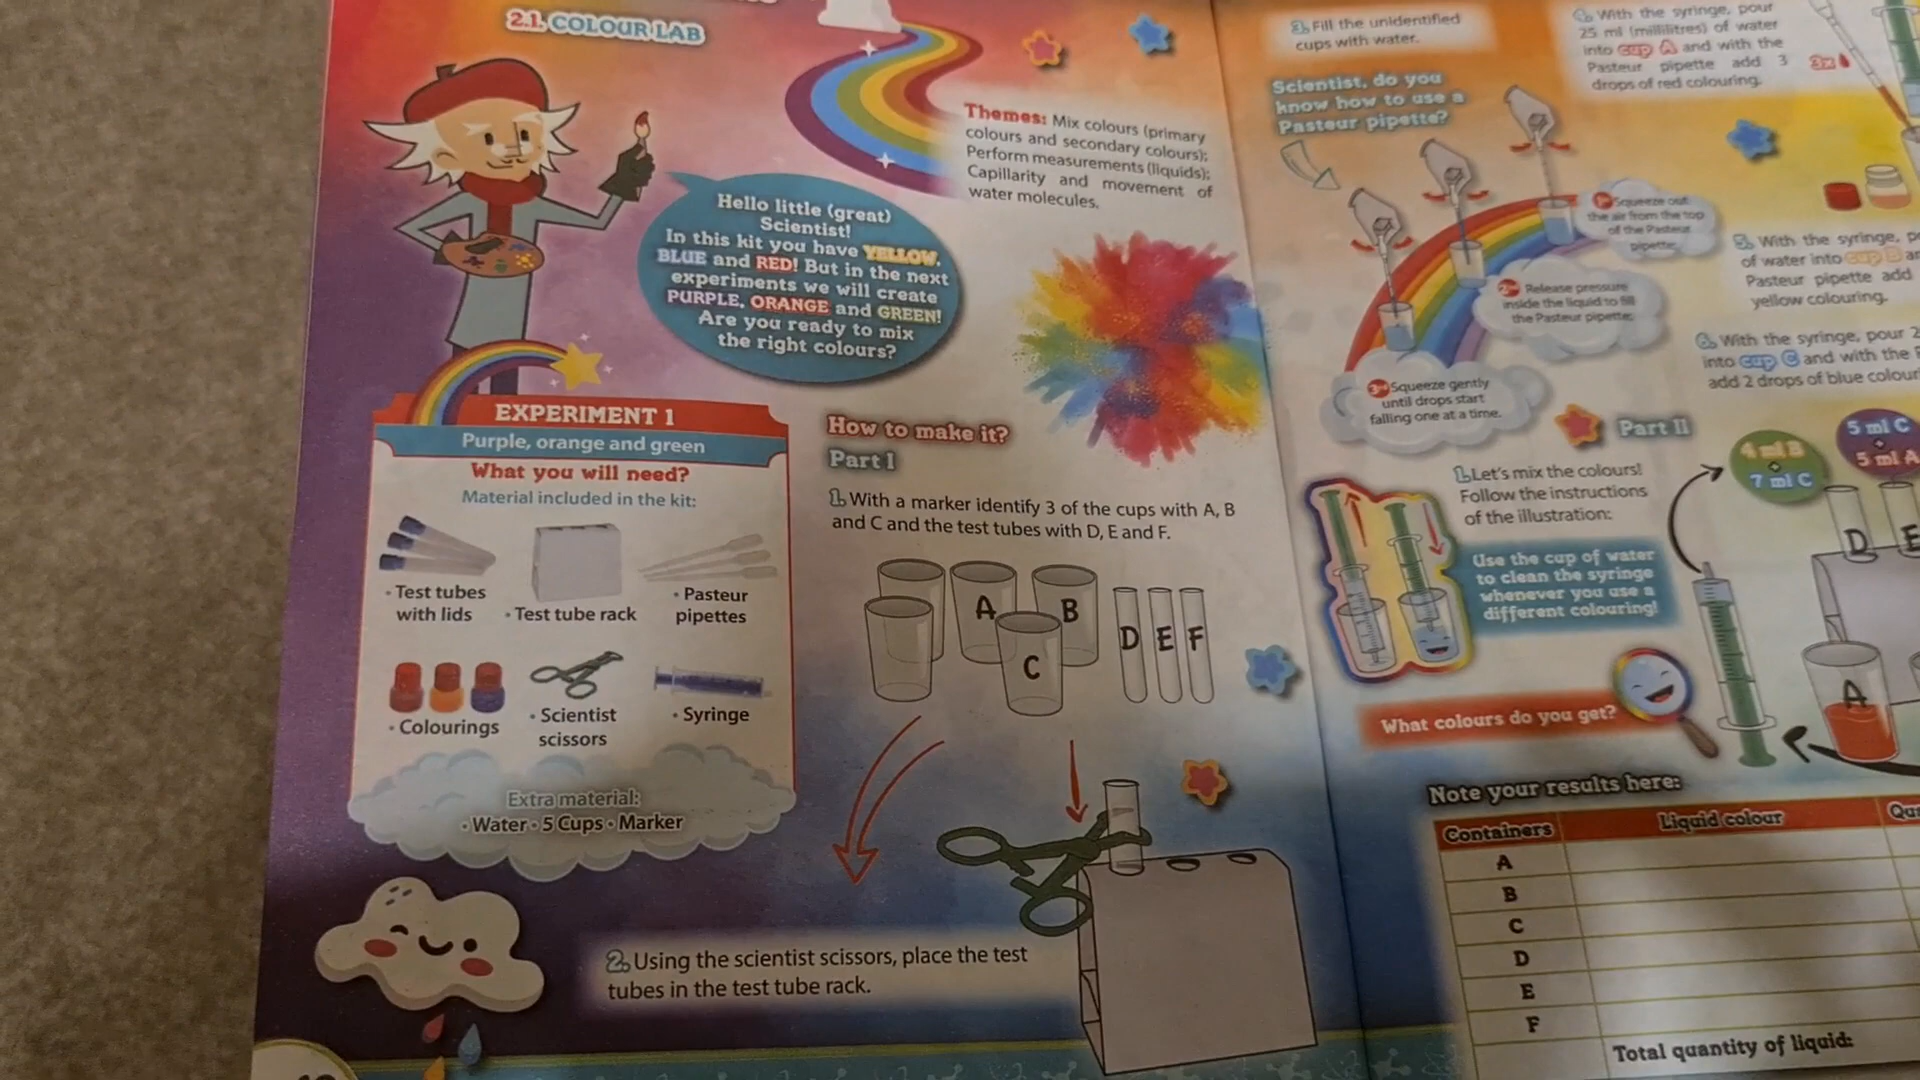 2.1. COLOUR LAB
Themes: Mix colours (primary
colours and secondary colours);
Perform measurements (liquids);
Capillarity and movement of
water molecules.
Hello little (great)
Scientist!
In this kit you have YELLOW,
BLUE and RED! But in the next
experiments we will create
PURPLE, ORANGE and GREEN!
Are you ready to mix
the right colours?
EXPERIMENT 1
Purple, orange and green
What you will need?
Material included in the kit:
• Test tubes
with lids
• Test tube rack
• Pasteur
pipettes
• Colourings
• Scientist
scissors
• Syringe
Extra material:
• Water • 5 Cups • Marker
How to make it?
Part I
1. With a marker identify 3 of the cups with A, B
and C and the test tubes with D, E and F.
A
B
C
D E F
2. Using the scientist scissors, place the test
tubes in the test tube rack.
3. Fill the unidentified
cups with water.
Scientist, do you
know how to use a
Pasteur pipette?
1st Squeeze out
the air from the top
of the Pasteur
pipette;
2nd Release pressure
inside the liquid to fill
the Pasteur pipette;
3rd Squeeze gently
until drops start
falling one at a time.
4. With the syringe, pour
25 ml (millilitres) of water
into cup A and with the
Pasteur pipette add 3
drops of red colouring.
3x
5. With the syringe,
of water into cup B
Pasteur pipette add
yellow colouring.
6. With the syringe, pour
into cup C and with the
add 2 drops of blue
Part II
1. Let's mix the colours!
Follow the instructions
of the illustration:
Use the cup of water
to clean the syringe
whenever you use a
different colouring!
4 ml B
+
7 ml C
5 ml C
+
5 ml A
D
E
A
What colours do you get?
Note your results here:
Containers
Liquid colour
A
B
C
D
E
F
Total quantity of liquid: